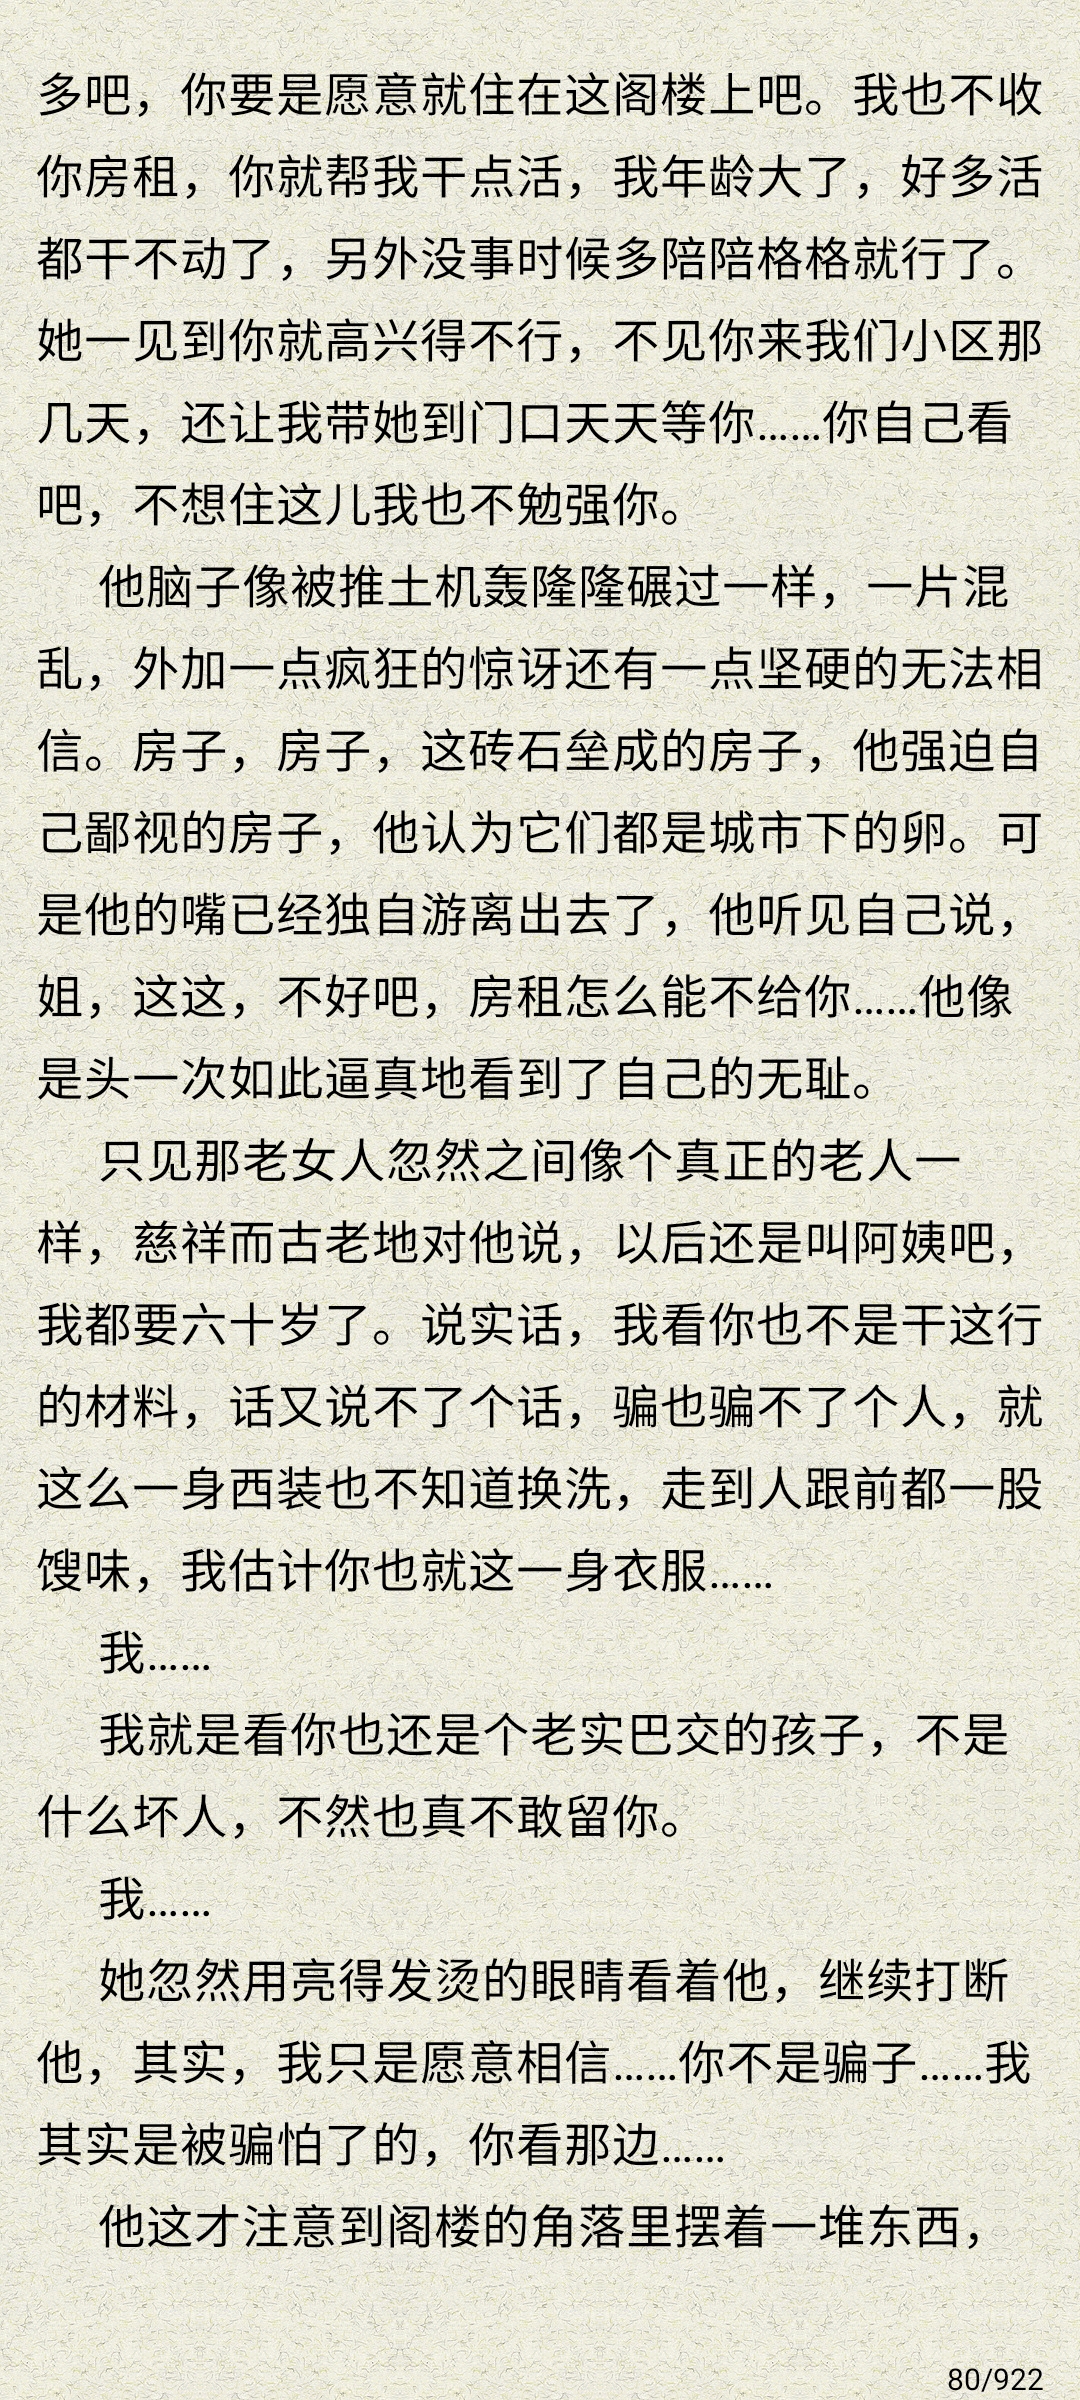 多吧，你要是愿意就住在这阁楼上吧。我也不收
你房租，你就帮我干点活，我年龄大了，好多活
都干不动了，另外没事时候多陪陪格格就行了。
她一见到你就高兴得不行，不见你来我们小区那
几天，还让我带她到门口天天等你……你自己看
吧，不想住这儿我也不勉强你。
他脑子像被推土机轰隆隆碾过一样，一片混
乱，外加一点疯狂的惊讶还有一点坚硬的无法相
信。房子，房子，这砖石垒成的房子，他强迫自
己鄙视的房子，他认为它们都是城市下的卵。可
是他的嘴已经独自游离出去了，他听见自己说，
姐，这这，不好吧，房租怎么能不给你……他像
是头一次如此逼真地看到了自己的无耻。
只见那老女人忽然之间像个真正的老人一
样，慈祥而古老地对他说，以后还是叫阿姨吧，
我都要六十岁了。说实话，我看你也不是干这行
的材料，话又说不了个话，骗也骗不了个人，就
这么一身西装也不知道换洗，走到人跟前都一股
馊味，我估计你也就这一身衣服……
我……
我就是看你也还是个老实巴交的孩子，不是
什么坏人，不然也真不敢留你。
我……
她忽然用亮得发烫的眼睛看着他，继续打断
他，其实，我只是愿意相信……你不是骗子……我
其实是被骗怕了的，你看那边……
他这才注意到阁楼的角落里摆着一堆东西，
80/922